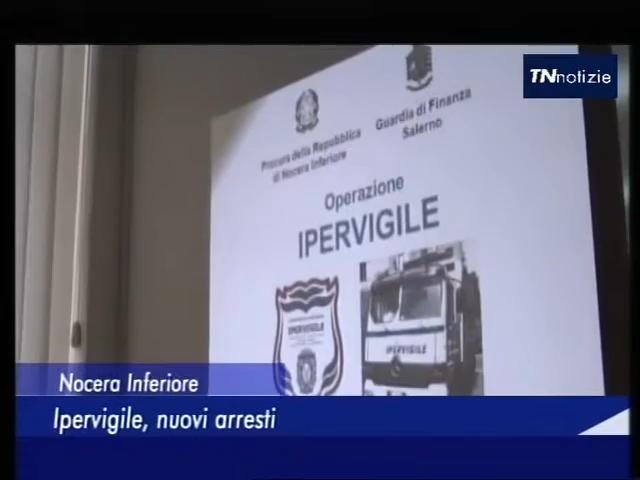 TNnotizie
Procura della Repubblica
di Nocera Inferiore
Guardia di Finanza
Salerno
Operazione
IPERVIGILE
IPERVIGILE
IPERVIGILE
Nocera Inferiore
Ipervigile, nuovi arresti